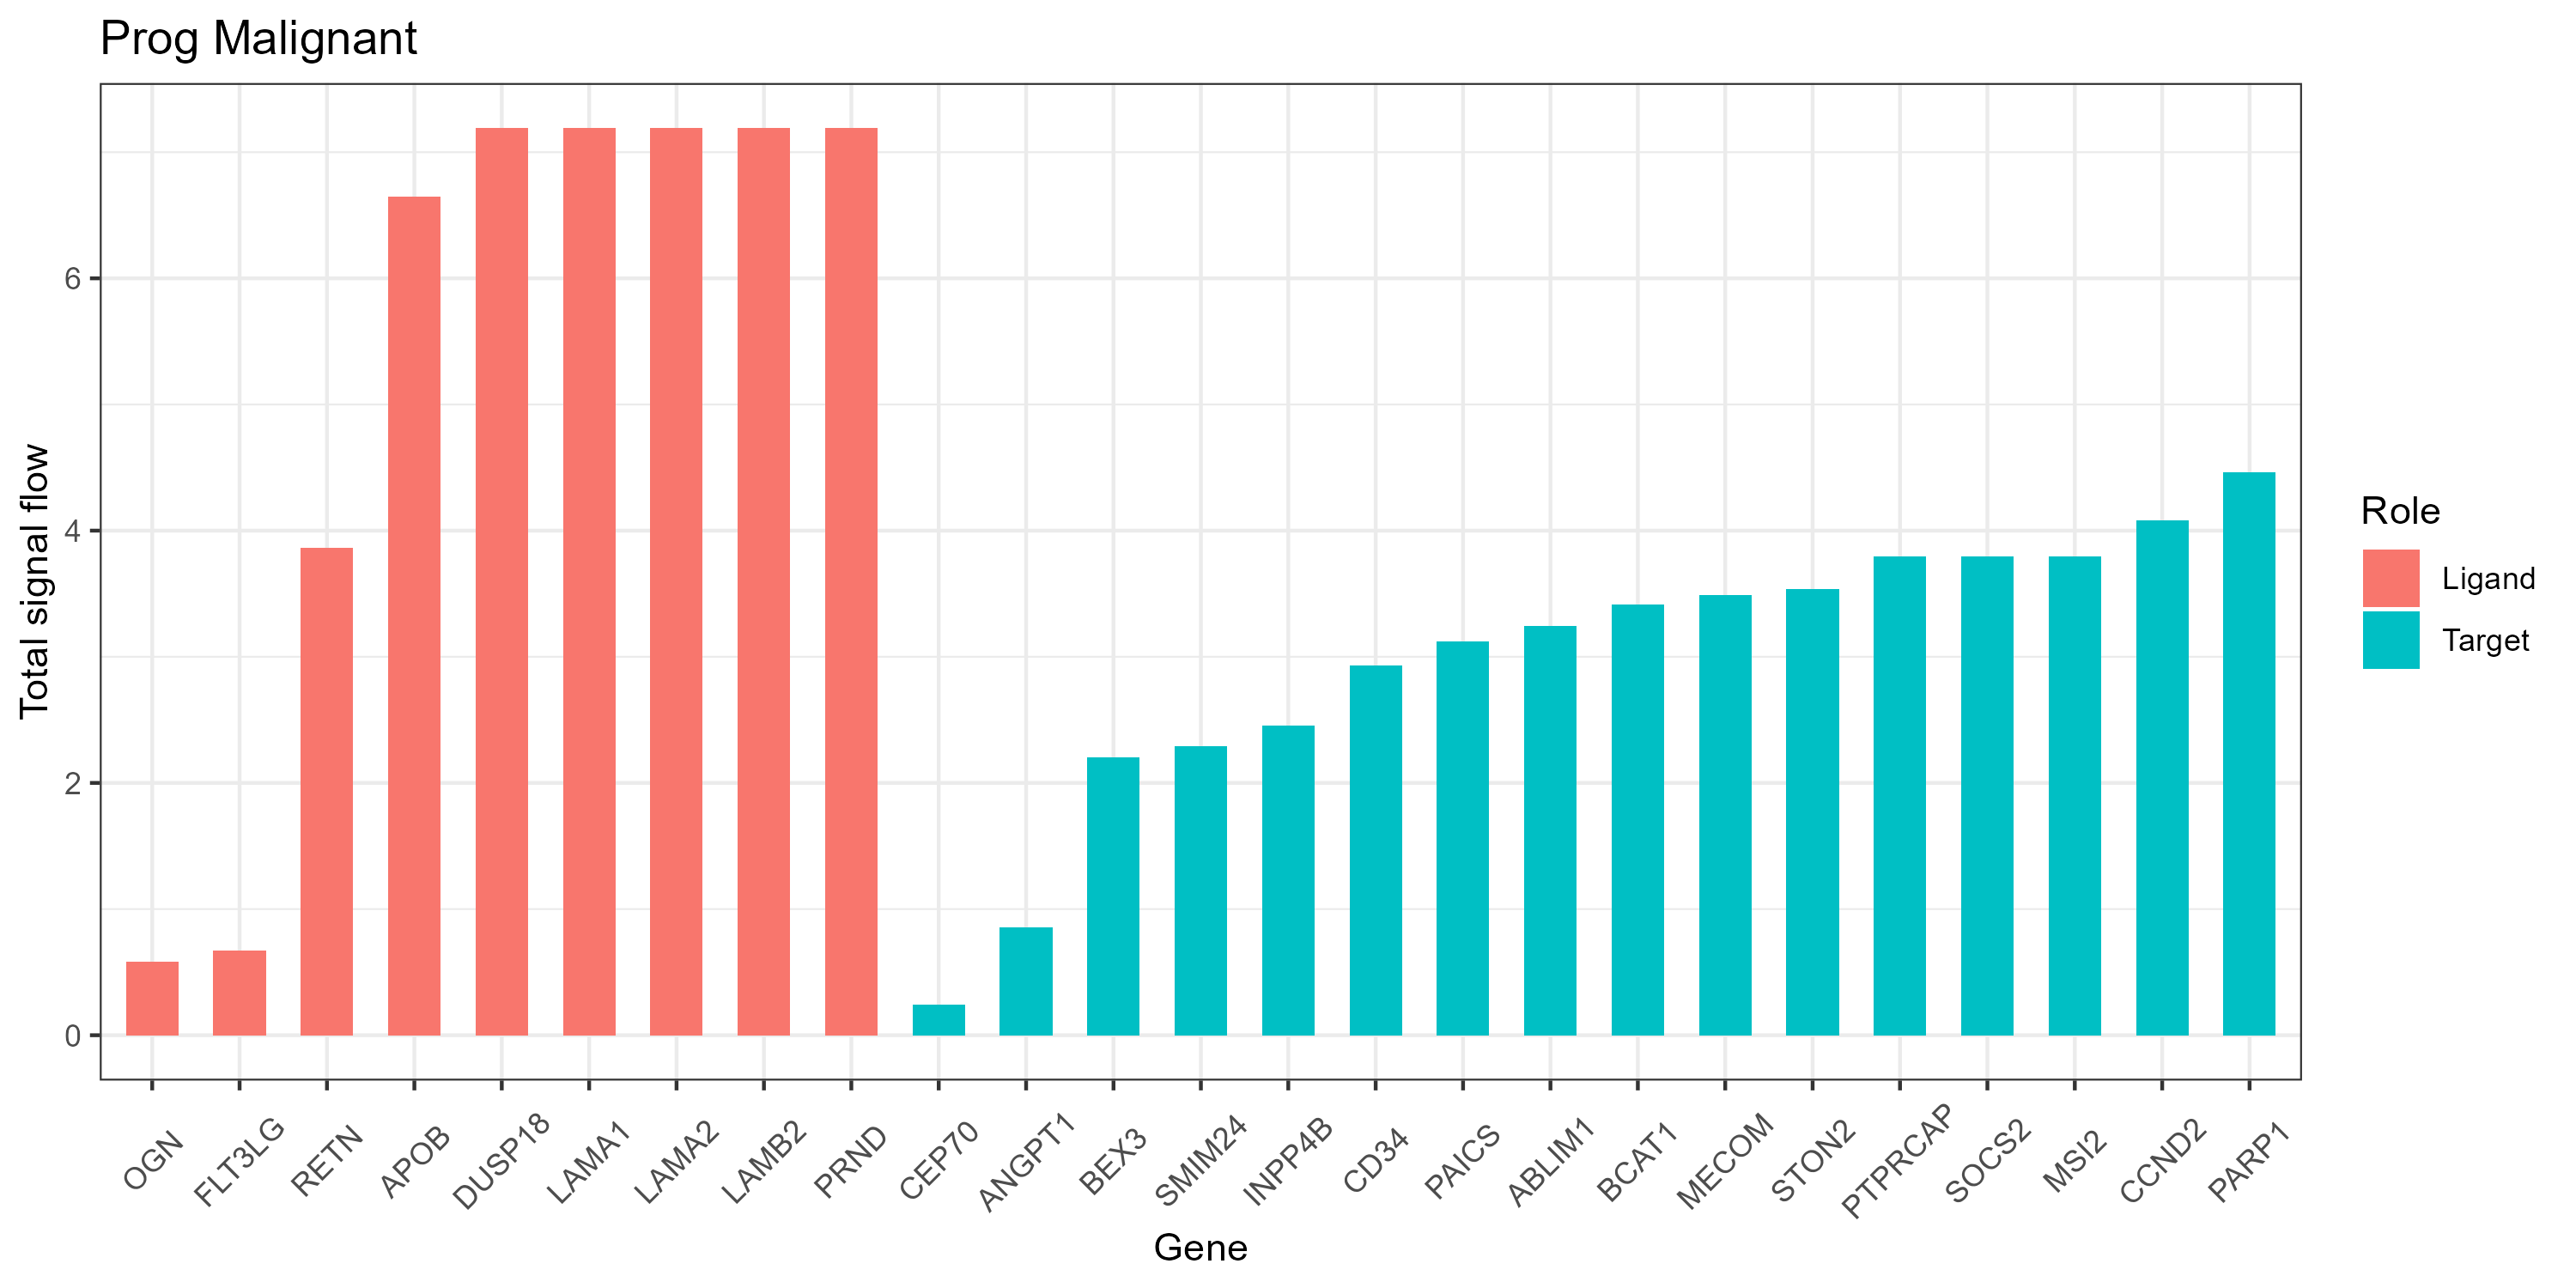 Prog Malignant
Total signal flow
6
4
2
0
OGN
FLT3LG
RETN
APOB
DUSP18
LAMA1
LAMA2
LAMB2
PRND
CEP70
ANGPT1
BEX3
SMIM24
INPP4B
CD34
PAICS
ABLIM1
BCAT1
MECOM
STON2
PTPRCAP
SOCS2
MSI2
CCND2
PARP1
Gene
Role
Ligand
Target